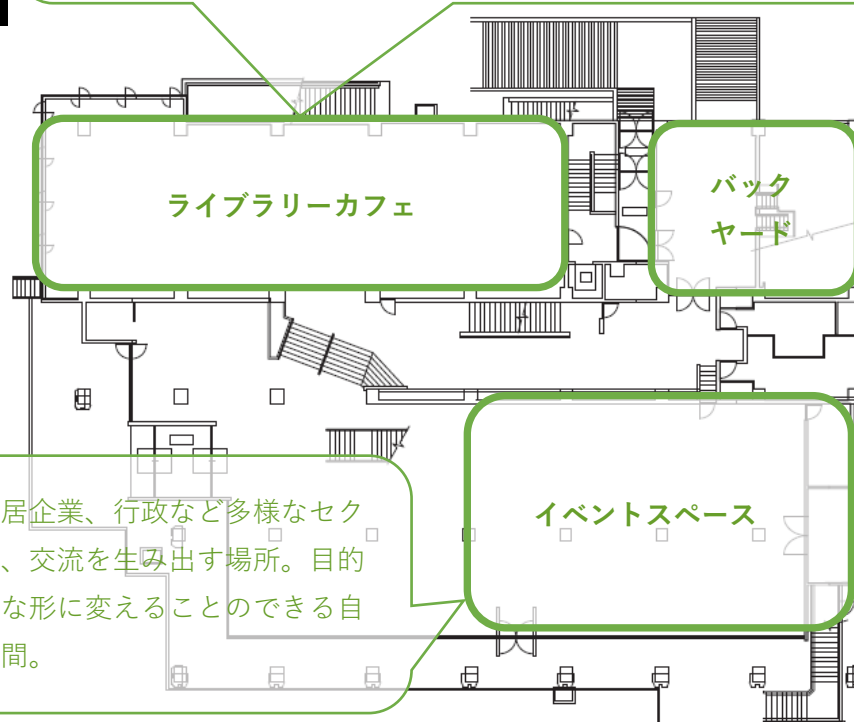 ライブラリーカフェ
バック
ヤード
イベントスペース
居企業、行政など多様なセク
、交流を生み出す場所。目的
な形に変えることのできる自
間。